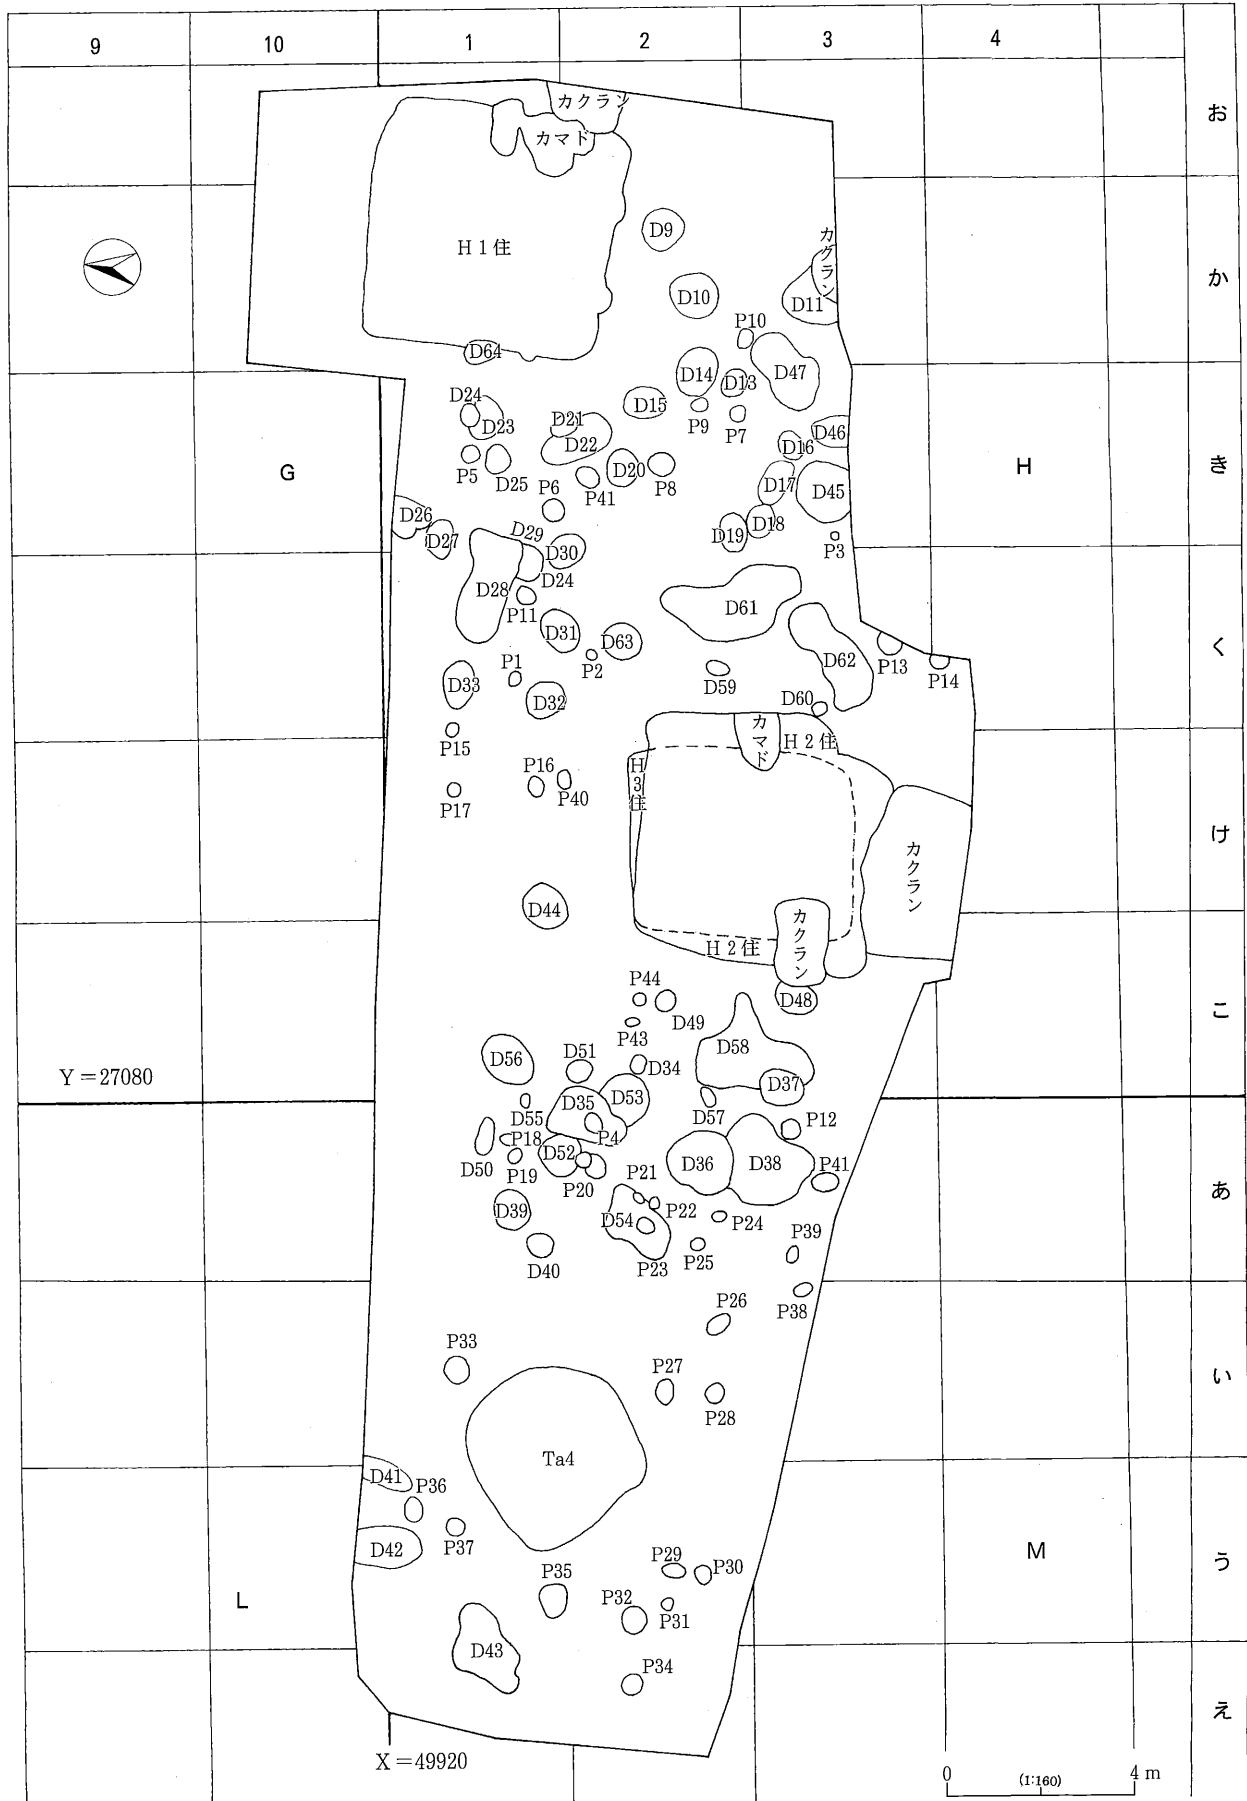 9
10
1
2
3
4
お
カクラン
カマド
H1住
D9
カクラン
か
D10
D11
P10
D64
D14
D13
D47
D24
D23
D15
P9
P7
D21
D22
D46
D16
P5
D25
D20
P8
G
H
き
P41
P6
D17
D45
D26
D27
D29
D30
D19
D18
P3
D28
D24
P11
D61
D31
D63
P2
D62
P13
P14
く
P1
D33
D32
D59
D60
P15
カマド
H2住
H3住
P16
P40
P17
け
カクラン
D44
カクラン
H2住
P44
D49
D48
こ
P43
D58
D56
D51
D34
Y=27080
D53
D37
D35
D55
D57
P12
P18
P4
D52
D50
P19
P20
D36
D38
P41
あ
P21
P22
P24
D39
D54
P39
D40
P23
P25
P38
P26
P33
P27
P28
い
Ta4
D41
P36
D42
P37
M
う
P29
P30
P35
P32
P31
L
D43
P34
え
X=49920
0
(1:160)
4 m